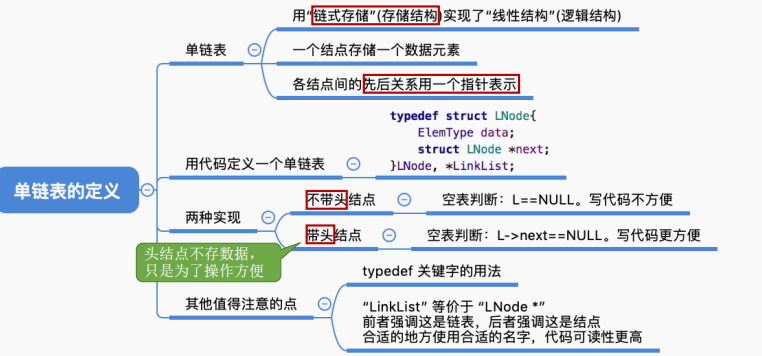 用“链式存储”(存储结构)实现了“线性结构”(逻辑结构)
单链表
一个结点存储一个数据元素
各结点间的先后关系用一个指针表示
typedef struct LNode{
ElemType data;
struct LNode *next;
}LNode, *LinkList;
用代码定义一个单链表
单链表的定义
不带头结点
空表判断：L==NULL。写代码不方便
两种实现
带头结点
空表判断：L->next==NULL。写代码更方便
头结点不存数据，
只是为了操作方便
typedef 关键字的用法
其他值得注意的点
“LinkList” 等价于 “LNode *”
前者强调这是链表，后者强调这是结点
合适的地方使用合适的名字，代码可读性更高